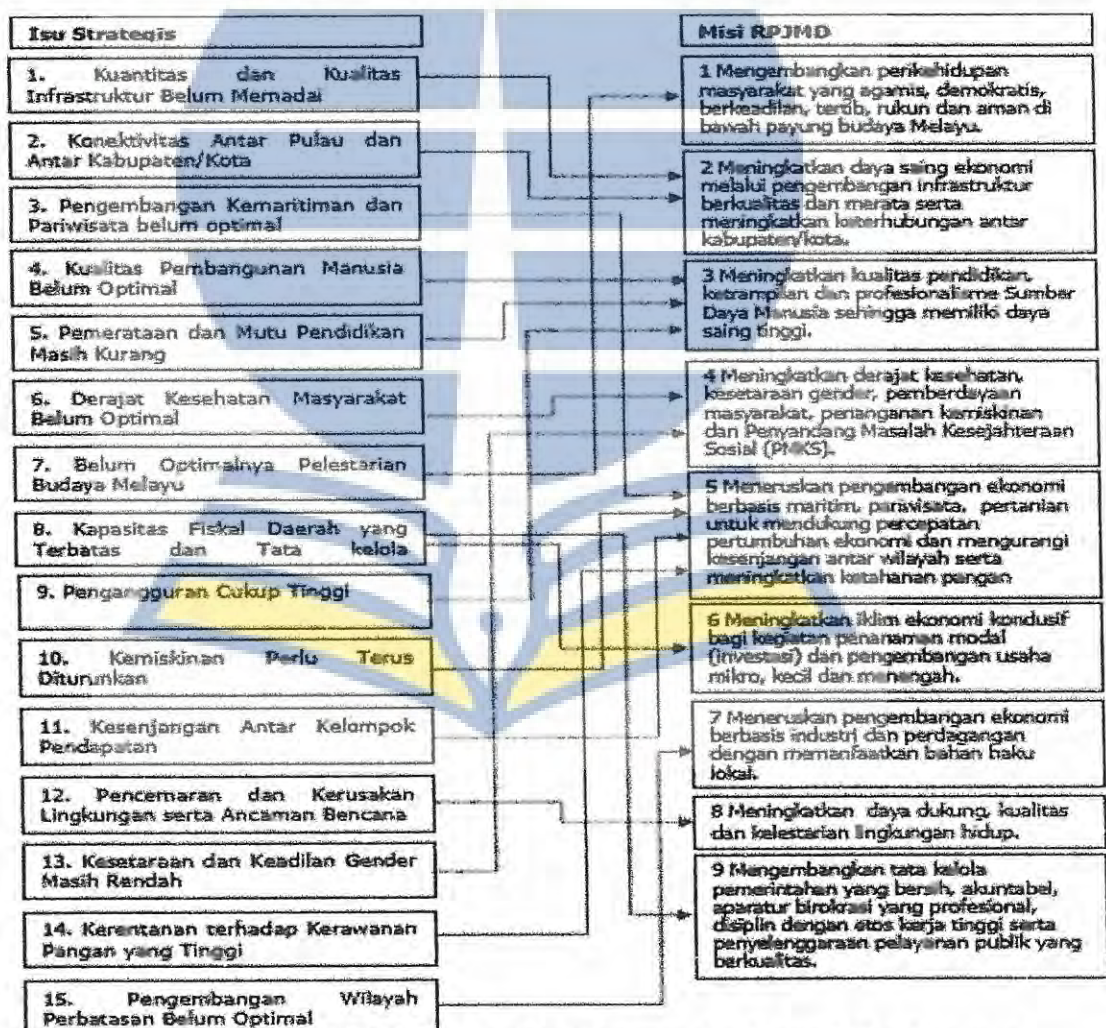 Isu Strategis
1. Kuantitas dan Kualitas
Infrastruktur Belum Memadai
2. Konektivitas Antar Pulau dan
Antar Kabupaten/Kota
3. Pengembangan Kemaritiman dan
Pariwisata belum optimal
4. Kualitas Pembangunan Manusia
Belum Optimal
5. Pemerataan dan Mutu Pendidikan
Masih Kurang
6. Derajat Kesehatan Masyarakat
Belum Optimal
7. Belum Optimalnya Pelestarian
Budaya Melayu
8. Kapasitas Fiskal Daerah yang
Terbatas dan Tata kelola
9. Pengangguran Cukup Tinggi
10. Kemiskinan Perlu Terus
Diturunkan
11. Kesenjangan Antar Kelompok
Pendapatan
12. Pencemaran dan Kerusakan
Lingkungan serta Ancaman Bencana
13. Kesetaraan dan Keadilan Gender
Masih Rendah
14. Kerentanan terhadap Kerawanan
Pangan yang Tinggi
15. Pengembangan Wilayah
Perbatasan Belum Optimal
Misi RPJMD
1 Mengembangkan perikehidupan
masyarakat yang agamis, demokratis,
berkeadilan, tertib, rukun dan aman di
bawah payung budaya Melayu.
2 Meningkatkan daya saing ekonomi
melalui pengembangan infrastruktur
berkualitas dan merata serta
meningkatkan keterhubungan antar
kabupaten/kota.
3 Meningkatkan kualitas pendidikan,
ketrampilan dan profesionalisme Sumber
Daya Manusia sehingga memiliki daya
saing tinggi.
4 Meningkatkan derajat kesehatan,
kesetaraan gender, pemberdayaan
masyarakat, penanganan kemiskinan
dan Penyandang Masalah Kesejahteraan
Sosial (PMKS).
5 Meneruskan pengembangan ekonomi
berbasis maritim, pariwisata, pertanian
untuk mendukung percepatan
pertumbuhan ekonomi dan mengurangi
kesenjangan antar wilayah serta
meningkatkan ketahanan pangan
6 Meningkatkan iklim ekonomi kondusif
bagi kegiatan penanaman modal
(investasi) dan pengembangan usaha
mikro, kecil dan menengah.
7 Meneruskan pengembangan ekonomi
berbasis industri dan perdagangan
dengan memanfaatkan bahan baku
lokal.
8 Meningkatkan daya dukung, kualitas
dan kelestarian lingkungan hidup.
9 Mengembangkan tata kelola
pemerintahan yang bersih, akuntabel,
aparatur birokrasi yang profesional,
disiplin dengan etos kerja tinggi serta
penyelenggaraan pelayanan publik yang
berkualitas.